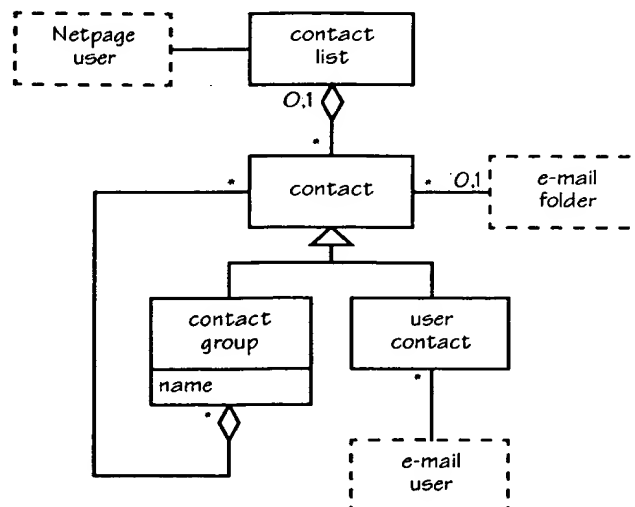 Netpage
user
contact
list
0,1
*
*
contact
*
0,1
e-mail
folder
contact
group
name
*
user
contact
*
e-mail
user